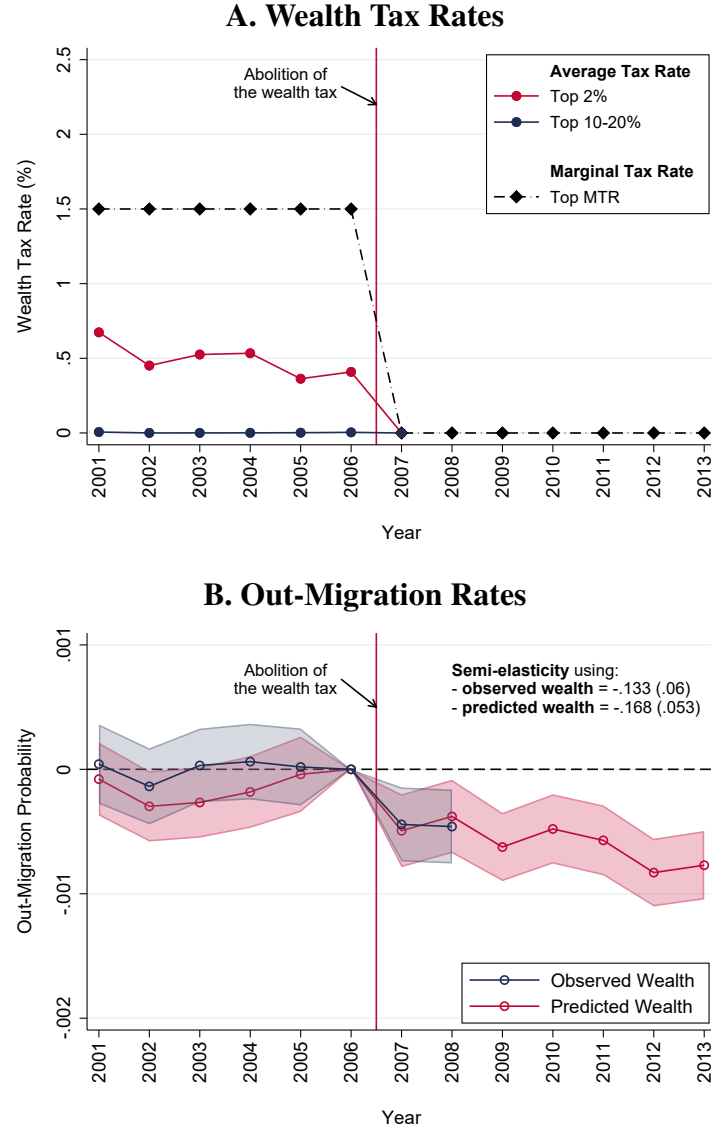 A. Wealth Tax Rates
2.5
2
1.5
1
.5
0
Wealth Tax Rate (%)
Abolition of
the wealth tax
Average Tax Rate
Top 2%
Top 10-20%
Marginal Tax Rate
Top MTR
2001 2002 2003 2004 2005 2006 2007 2008 2009 2010 2011 2012 2013
Year
B. Out-Migration Rates
.001
0
-.001
-.002
Out-Migration Probability
Abolition of
the wealth tax
Semi-elasticity using:
- observed wealth = -.133 (.06)
- predicted wealth = -.168 (.053)
Observed Wealth
Predicted Wealth
2001 2002 2003 2004 2005 2006 2007 2008 2009 2010 2011 2012 2013
Year